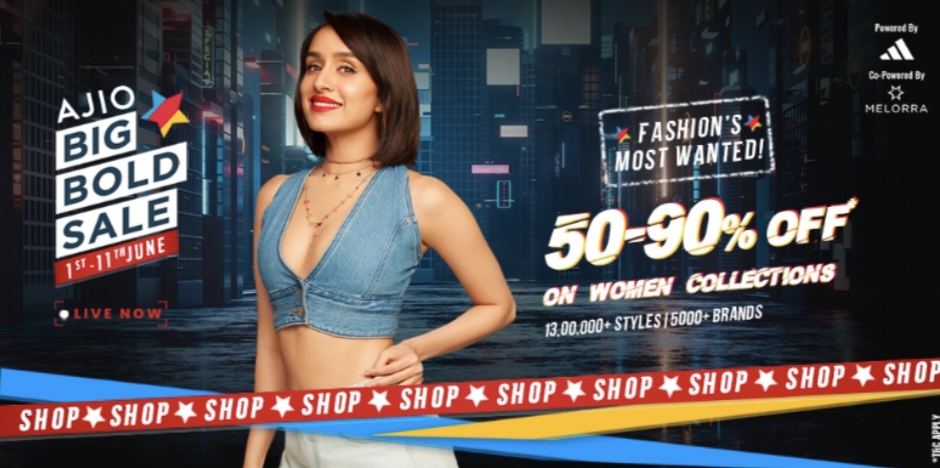 AJIO
BIG
BOLD
SALE
1ST-11TH JUNE
LIVE NOW
FASHION'S
MOST WANTED!
50-90% OFF*
ON WOMEN COLLECTIONS
13,00,000+ STYLES | 5000+ BRANDS
Powered By
Co-Powered By
MELORRA
SHOP★SHOP★SHOP★SHOP★SHOP★SHOP★SHOP★SHOP★SHOP★SHOP
*T&C APPLY